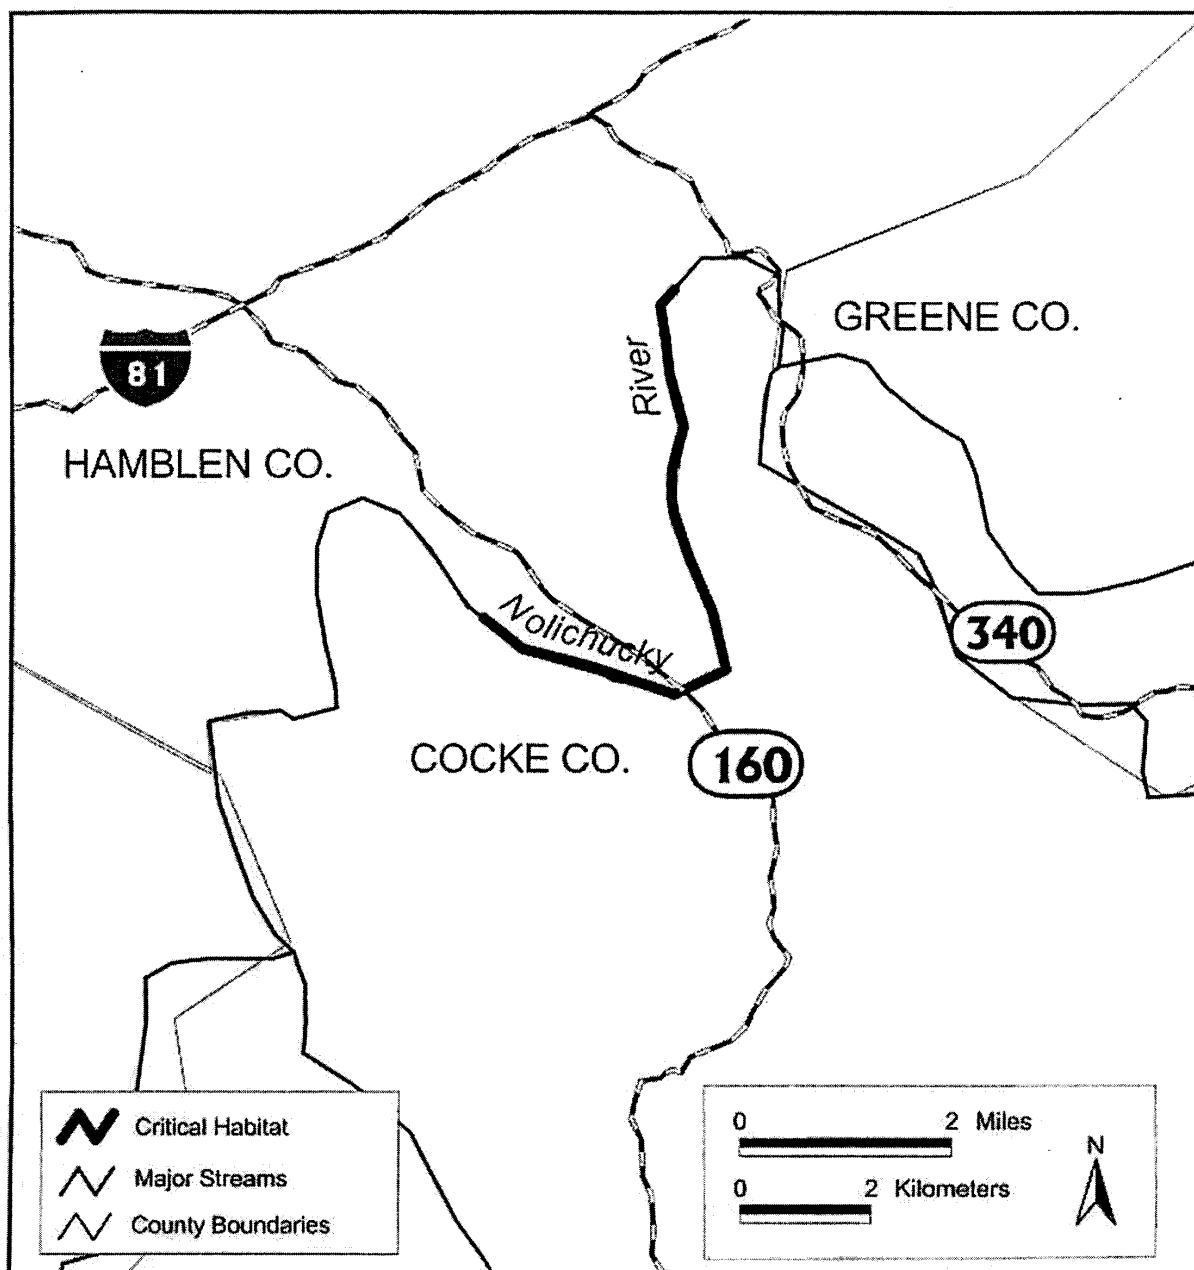 GREENE CO.
River
81
HAMBLEN CO.
Nolichucky
340
COCKE CO.
160
Critical Habitat
Major Streams
County Boundaries
0 2 Miles
0 2 Kilometers
N